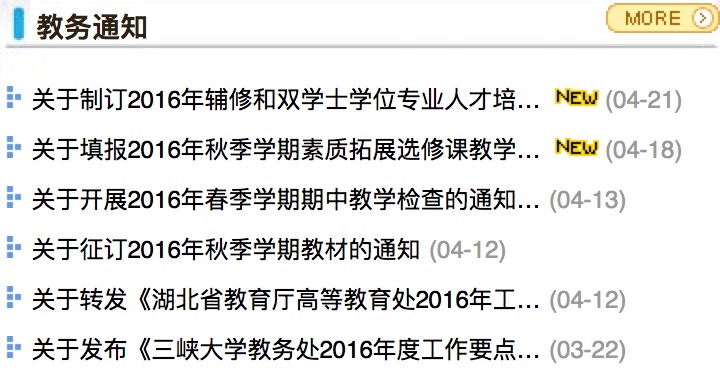 教务通知
MORE
关于制订2016年辅修和双学士学位专业人才培... NEW (04-21)
关于填报2016年秋季学期素质拓展选修课教学... NEW (04-18)
关于开展2016年春季学期期中教学检查的通知... (04-13)
关于征订2016年秋季学期教材的通知 (04-12)
关于转发《湖北省教育厅高等教育处2016年工... (04-12)
关于发布《三峡大学教务处2016年度工作要点... (03-22)